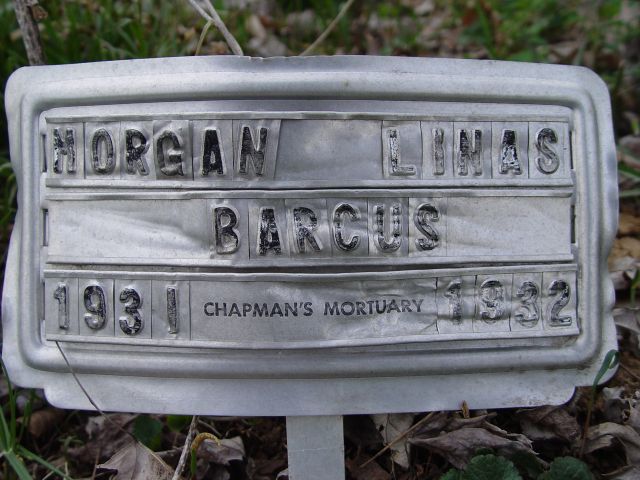 MORGAN LINAS
BARCUS
1931 CHAPMAN'S MORTUARY 1932